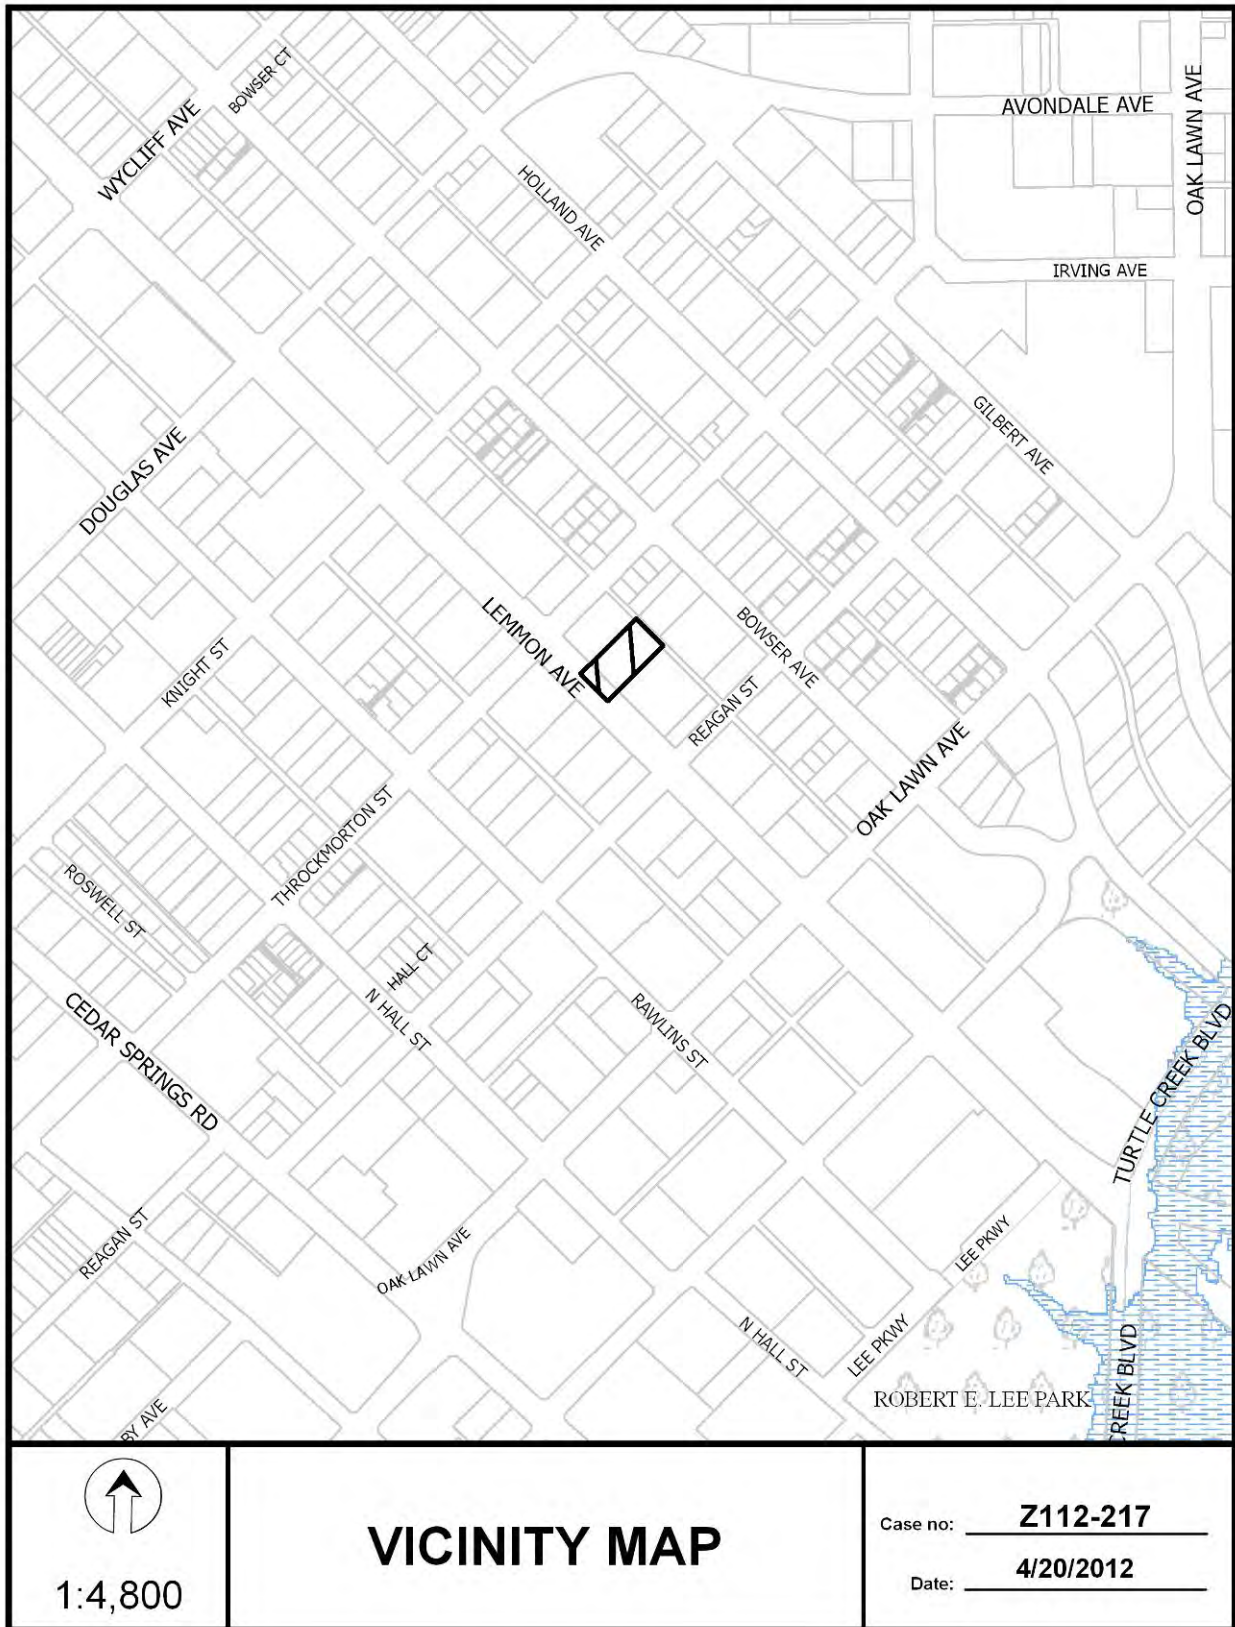 BOWSER CT
AVONDALE AVE
OAK LAWN AVE
WYCLIFF AVE
HOLLAND AVE
IRVING AVE
GILBERT AVE
DOUGLAS AVE
LEMMON AVE
BOWSER AVE
KNIGHT ST
REAGAN ST
OAK LAWN AVE
THROCKMORTON ST
ROSWELL ST
HALL CT
N HALL ST
CEDAR SPRINGS RD
RAWLINS ST
TURTLE CREEK BLVD
REAGAN ST
OAK LAWN AVE
LEE PKWY
N HALL ST
LEE PKWY
CREEK BLVD
ROBERT E. LEE PARK
BY AVE
1:4,800
VICINITY MAP
Case no: Z112-217
Date: 4/20/2012